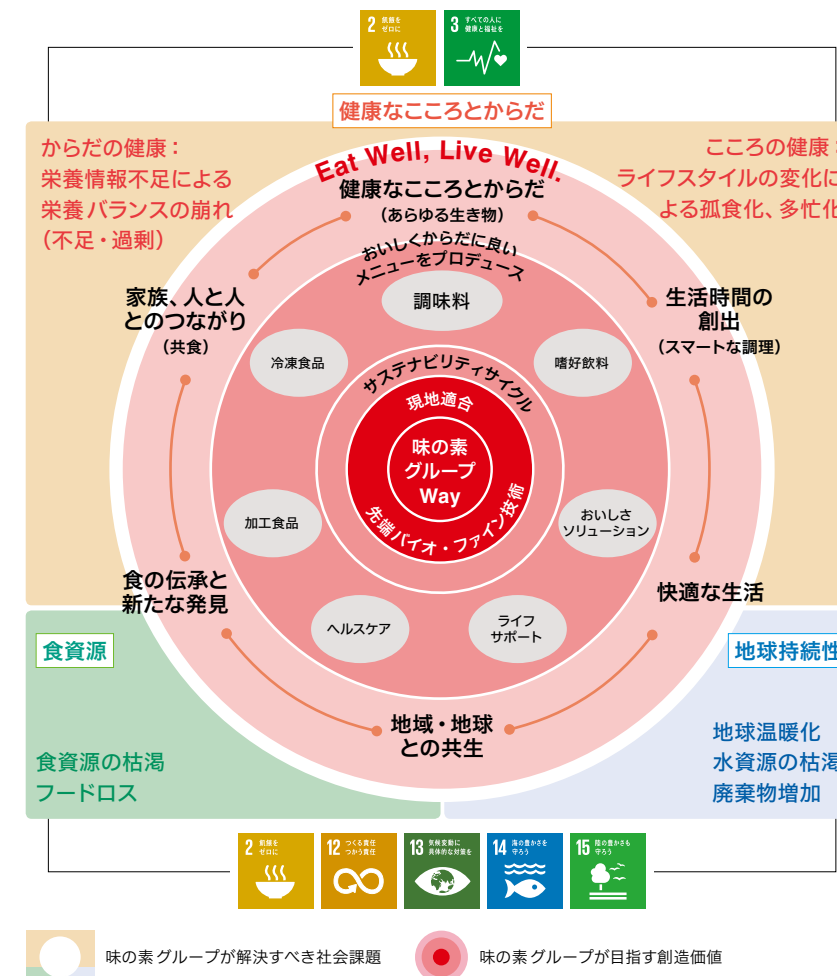 2 飢餓を
ゼロに
3 すべての人に
健康と福祉を
健康なこころとからだ
からだの健康：
栄養情報不足による
栄養バランスの崩れ
（不足・過剰）
こころの健康：
ライフスタイルの変化に
よる孤食化、多忙化
Eat Well, Live Well.
健康なこころとからだ
（あらゆる生き物）
おいしくからだに良い
メニューをプロデュース
家族、人と人
とのつながり
（共食）
生活時間の
創出
（スマートな調理）
調味料
冷凍食品
嗜好飲料
サステナビリティサイクル
現地適合
味の素
グループ
Way
先端バイオ・ファイン技術
加工食品
おいしさ
ソリューション
食の伝承と
新たな発見
快適な生活
ヘルスケア
ライフ
サポート
食資源
地球持続性
地域・地球
との共生
食資源の枯渇
フードロス
地球温暖化
水資源の枯渇
廃棄物増加
2 飢餓を
ゼロに
12 つくる責任
つかう責任
13 気候変動に
具体的な対策を
14 海の豊かさを
守ろう
15 陸の豊かさも
守ろう
味の素グループが解決すべき社会課題
味の素グループが目指す創造価値